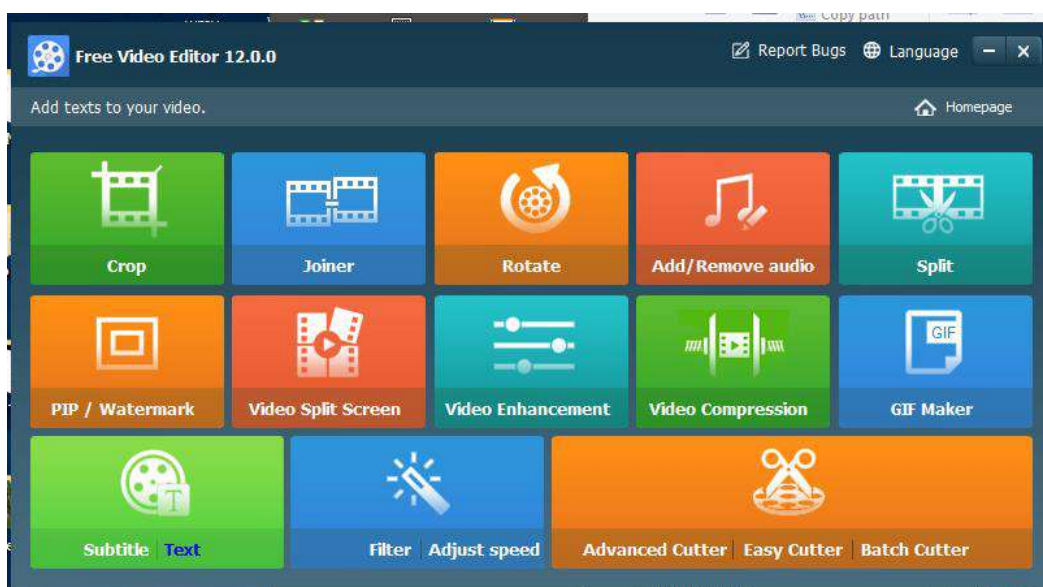 Copy path
Free Video Editor 12.0.0
Report Bugs
Language
Add texts to your video.
Homepage
Crop
Joiner
Rotate
Add/Remove audio
Split
PIP / Watermark
Video Split Screen
Video Enhancement
Video Compression
GIF
GIF Maker
T
Subtitle Text
Filter Adjust speed
Advanced Cutter Easy Cutter Batch Cutter